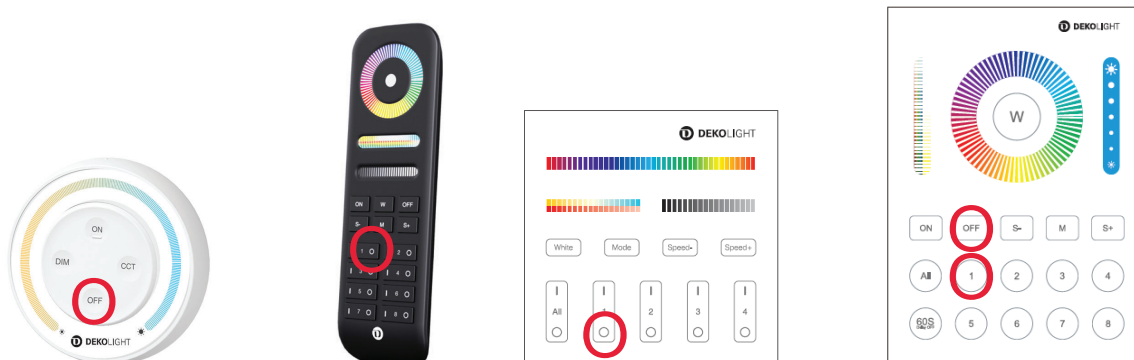 ON
DIM
CCT
OFF
DEKOLIGHT
ON W OFF
S- M S+
1 2
I 3 I 4
I 5 I 6
I 7 I 8
DEKOLIGHT
White Mode Speed- Speed+
All 1 2 3 4
DEKOLIGHT
W
ON OFF S- M S+
All 1 2 3 4
60S 5 6 7 8
Delay OFF